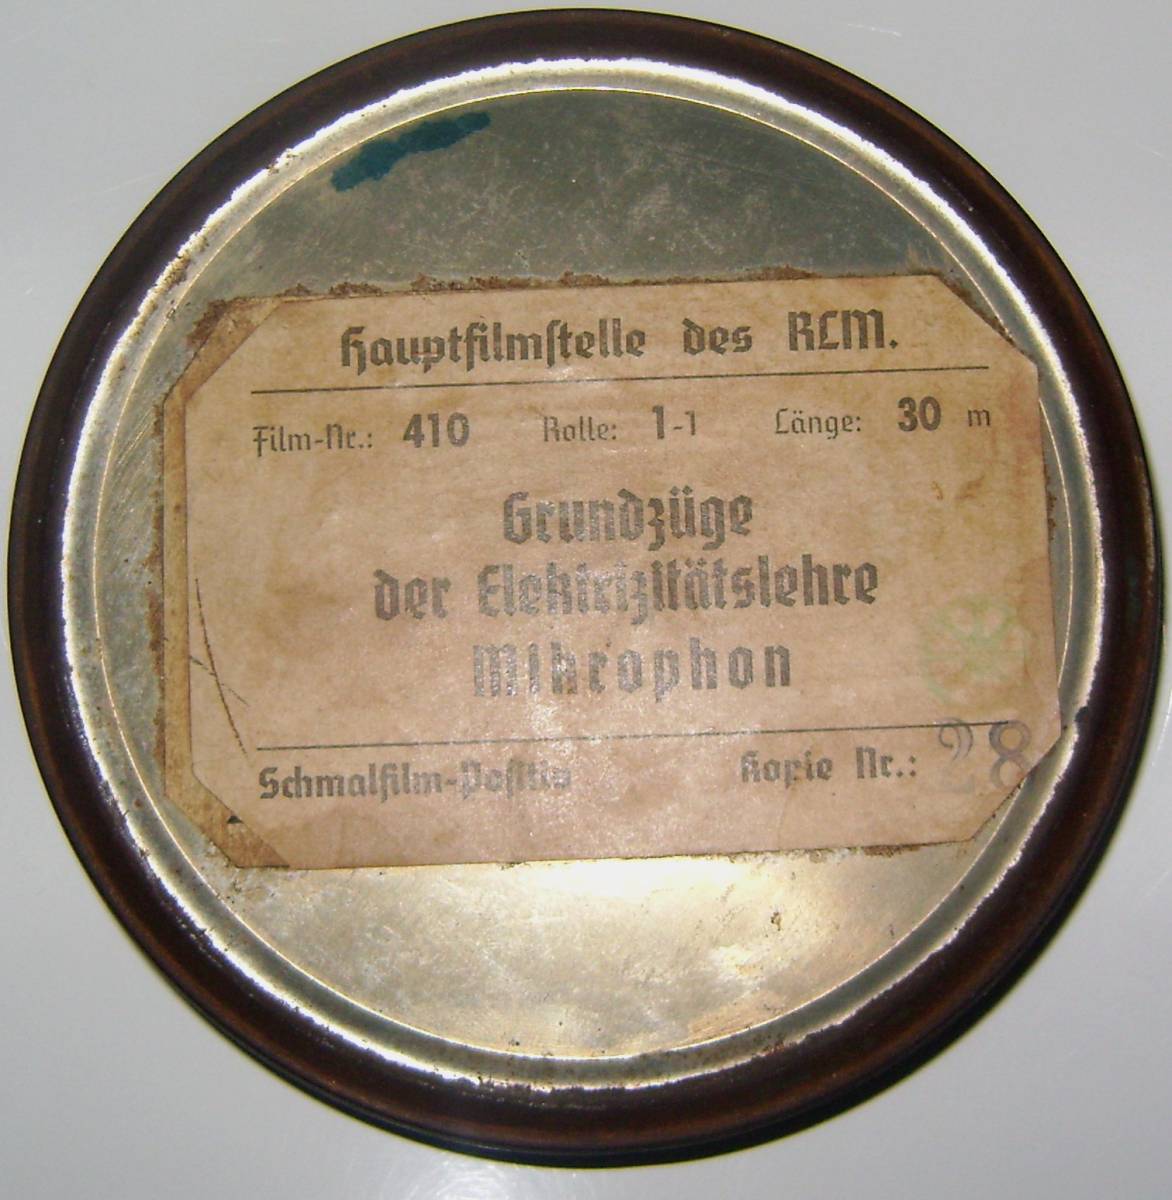 Hauptfilmstelle des RLM.
Film-Nr.: 410 Rolle: 1-1 Länge: 30 m
Grundzüge
der Elektrizitätslehre
Mikrophon
Schmalfilm-Positiv Kopie Nr.: 28